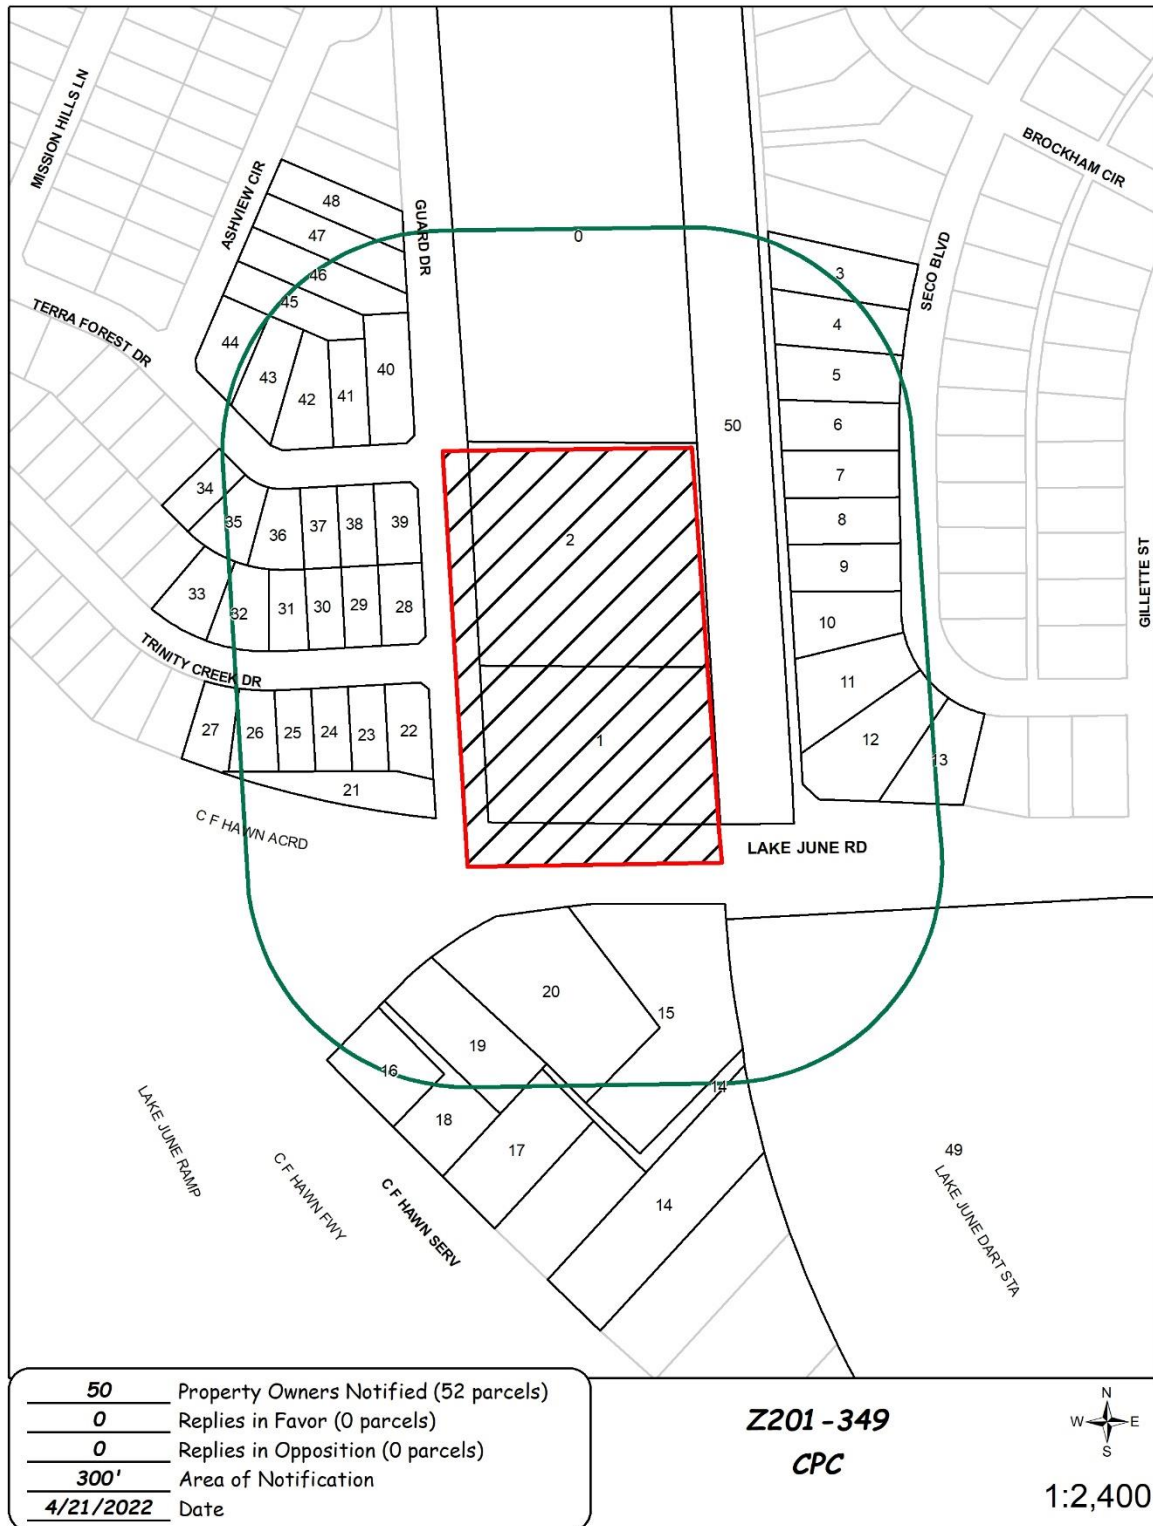 MISSION HILLS LN
ASHVIEW CIR
GUARD DR
BROCKHAM CIR
SECO BLVD
TERRA FOREST DR
GILLETTE ST
TRINITY CREEK DR
C F HAWN ACRD
LAKE JUNE RD
LAKE JUNE RAMP
C F HAWN FWY
C F HAWN SERV
LAKE JUNE DART STA
48
47
46
45
44
43
42
41
40
0
3
4
5
6
7
8
9
10
11
12
13
50
34
35
36
37
38
39
33
32
31
30
29
28
27
26
25
24
23
22
21
2
1
20
15
19
16
18
17
14
14
49
50 Property Owners Notified (52 parcels)
0 Replies in Favor (0 parcels)
0 Replies in Opposition (0 parcels)
300' Area of Notification
4/21/2022 Date
Z201-349
CPC
N
W E
S
1:2,400